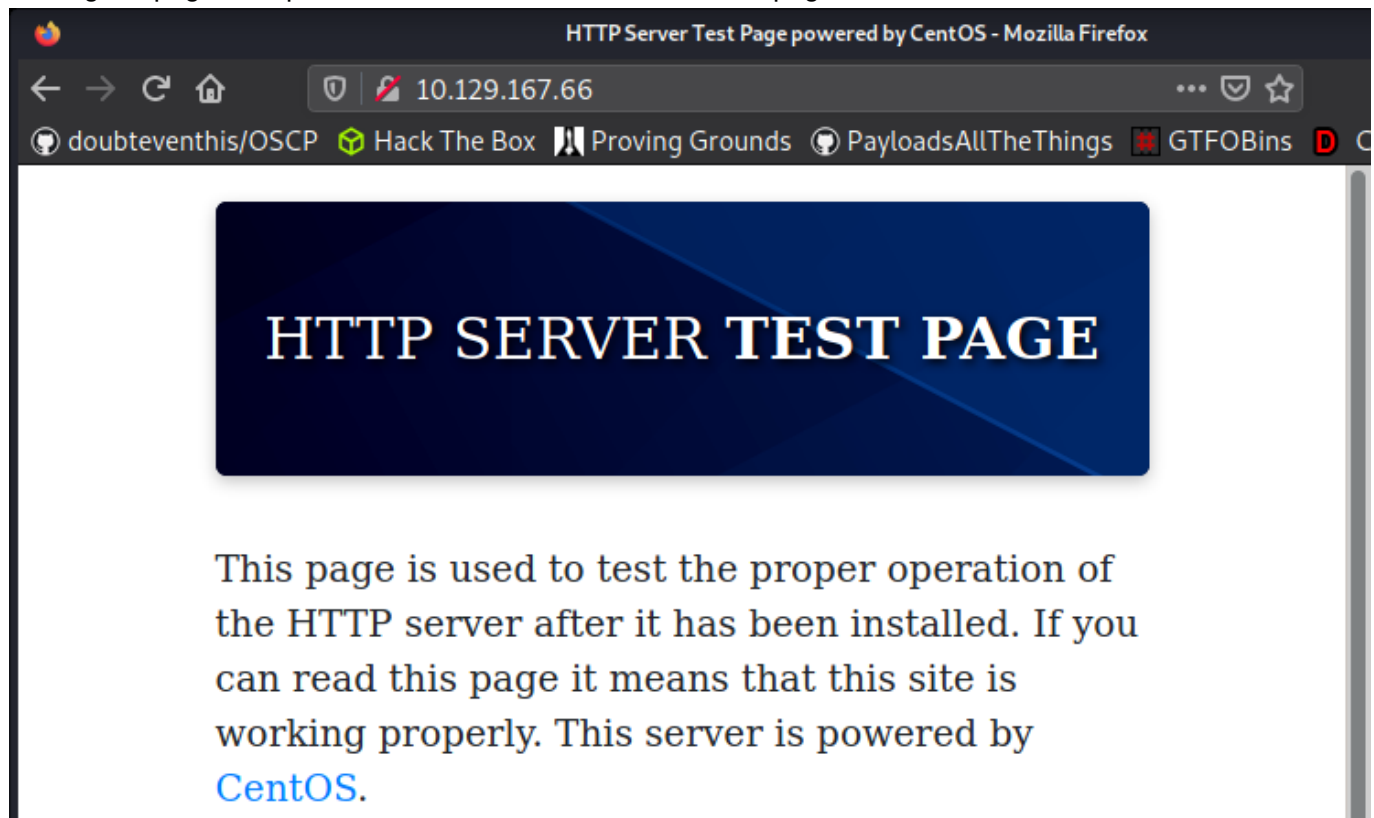 HTTP Server Test Page powered by CentOS - Mozilla Firefox
10.129.167.66
doubteventhis/OSCP Hack The Box Proving Grounds PayloadsAllTheThings GTFOBins
HTTP SERVER TEST PAGE
This page is used to test the proper operation of
the HTTP server after it has been installed. If you
can read this page it means that this site is
working properly. This server is powered by
CentOS.